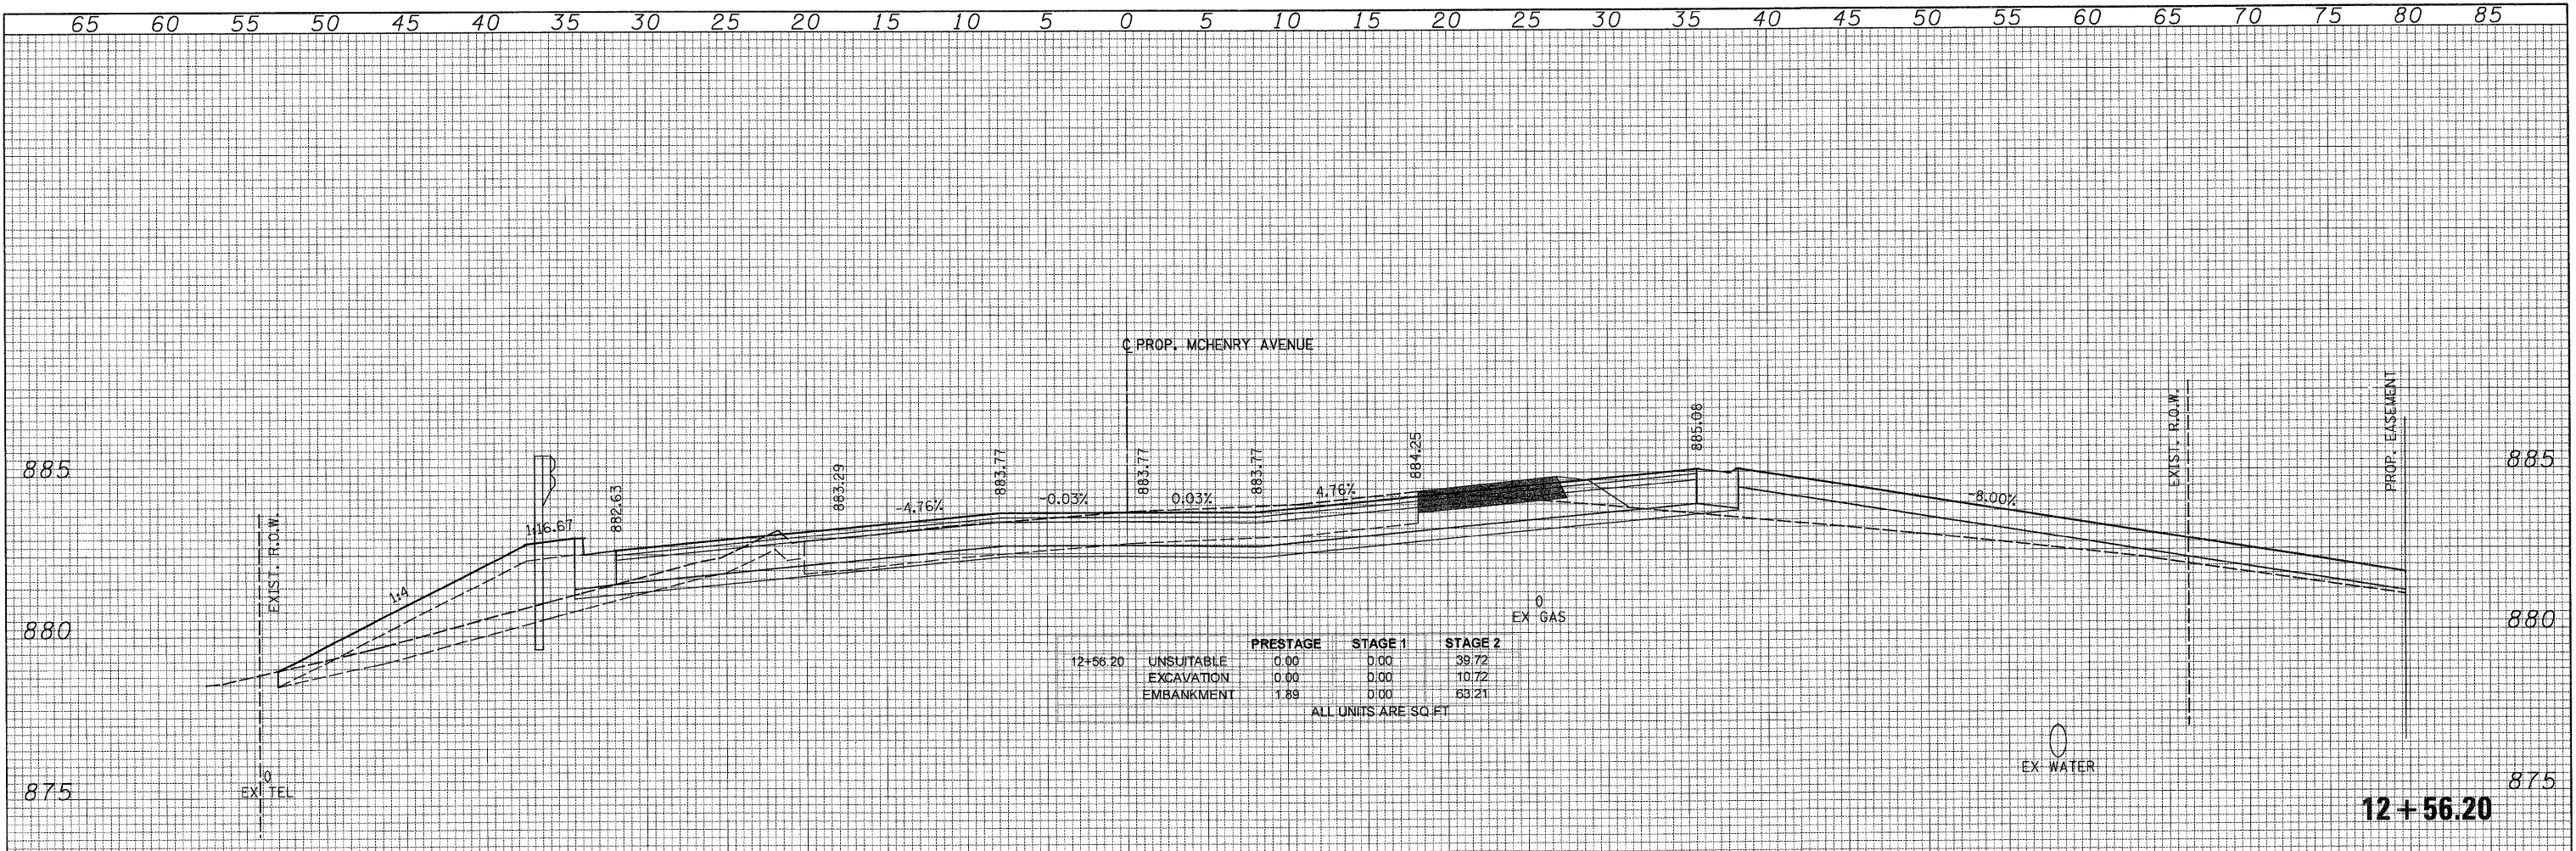 65 60 55 50 45 40 35 30 25 20 15 10 5 0 5 10 15 20 25 30 35 40 45 50 55 60 65 70 75 80 85
℄ PROP. MCHENRY AVENUE
885
885
880
880
875
875
EXIST. R.O.W.
EXIST. R.O.W.
PROP. EASEMENT
1:4
1:16.67
882.63
883.29
-4.76%
883.77
-0.03%
883.77
0.03%
883.77
4.76%
884.25
885.08
-8.00%
0
EX GAS
EX WATER
0
EX TEL
PRESTAGE STAGE 1 STAGE 2
12+56.20 UNSUITABLE 0.00 0.00 39.72
EXCAVATION 0.00 0.00 10.72
EMBANKMENT 1.89 0.00 63.21
ALL UNITS ARE SQ FT
12 + 56.20